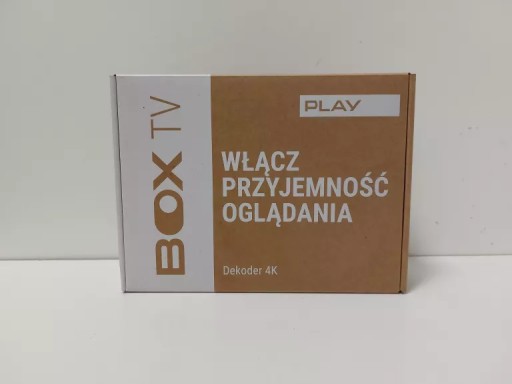 BOX TV
PLAY
WŁĄCZ
PRZYJEMNOŚĆ
OGLĄDANIA
Dekoder 4K